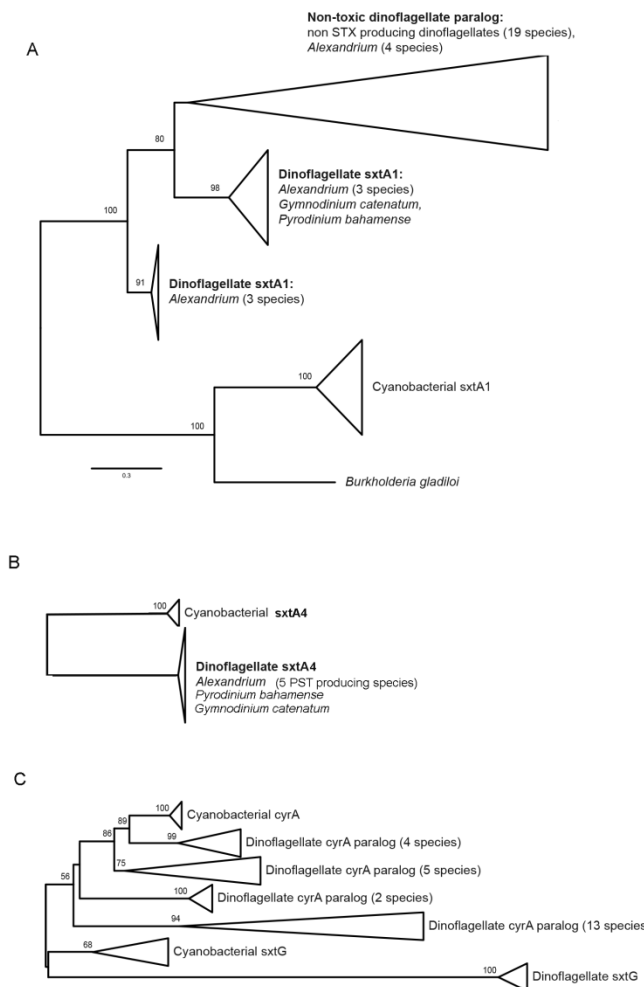 Non-toxic dinoflagellate paralog:
non STX producing dinoflagellates (19 species),
Alexandrium (4 species)
A
80
Dinoflagellate sxtA1:
Alexandrium (3 species)
Gymnodinium catenatum,
Pyrodinium bahamense
98
100
Dinoflagellate sxtA1:
Alexandrium (3 species)
91
100
Cyanobacterial sxtA1
100
0.3
Burkholderia gladiloi
B
100
Cyanobacterial sxtA4
Dinoflagellate sxtA4
Alexandrium (5 PST producing species)
Pyrodinium bahamense
Gymnodinium catenatum
C
100
Cyanobacterial cyrA
89
86
99
Dinoflagellate cyrA paralog (4 species)
75
Dinoflagellate cyrA paralog (5 species)
56
100
Dinoflagellate cyrA paralog (2 species)
94
Dinoflagellate cyrA paralog (13 species
68
Cyanobacterial sxtG
100
Dinoflagellate sxtG